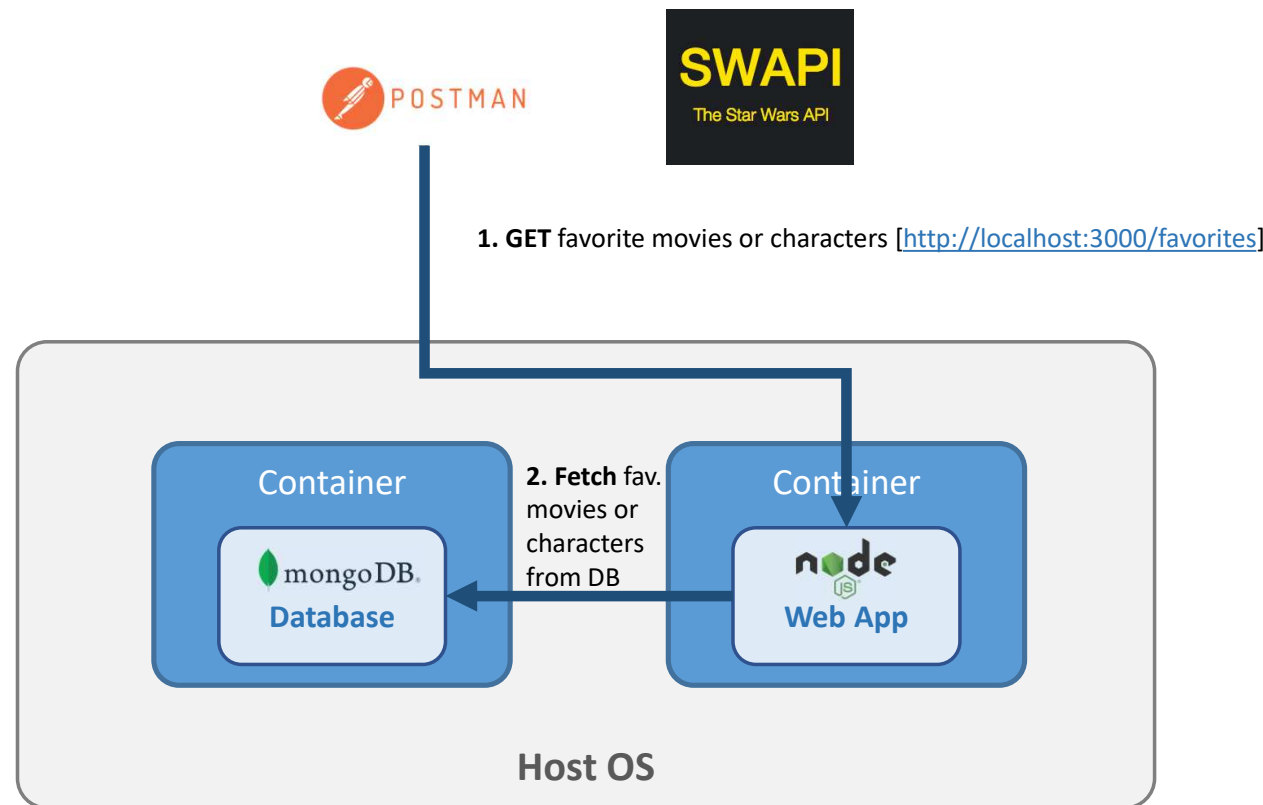 POSTMAN
SWAPI
The Star Wars API
1. GET favorite movies or characters [http://localhost:3000/favorites]
Container
mongoDB.
Database
2. Fetch fav.
movies or
characters
from DB
Container
node
JS
Web App
Host OS